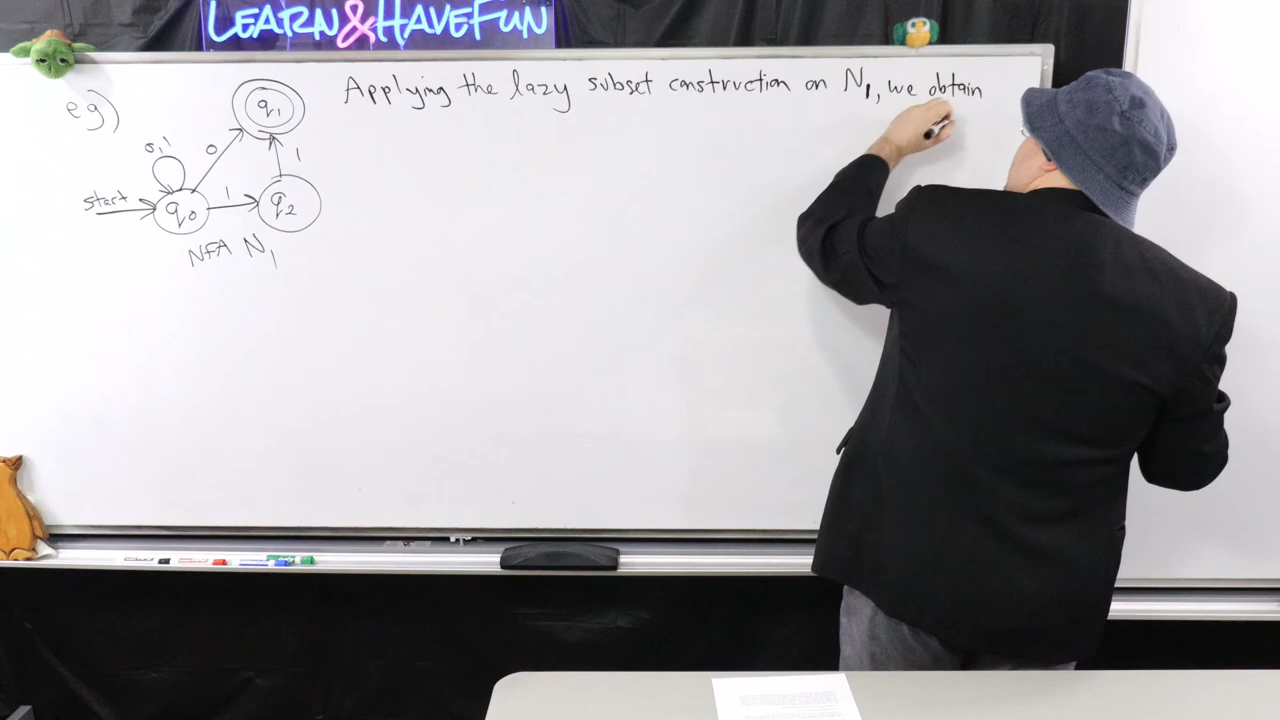 LEARN&HAVEFUN
eg)
Applying the lazy subset construction on N1, we obtain
q1
0,1
0
1
start
q0
1
q2
NFA N1